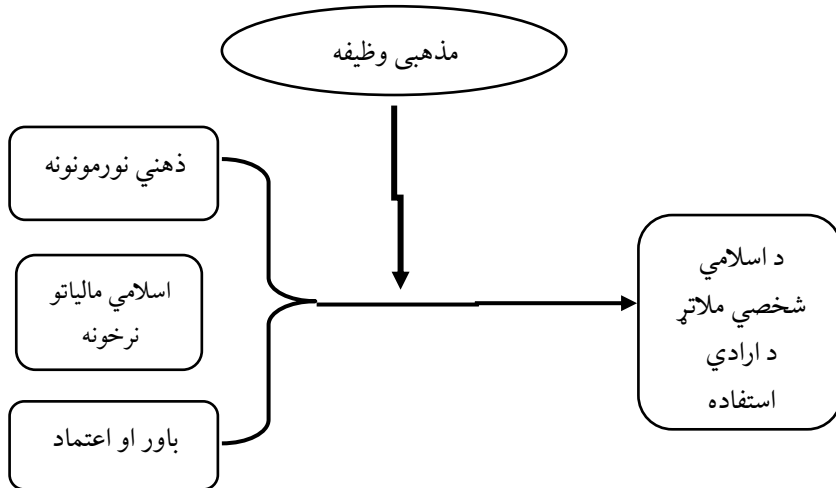 مذهبی وظیفه
ذهني نورمونونه
اسلامي مالیاتو
نرخونه
باور او اعتماد
د اسلامي
شخصي ملاتړ
د ارادي
استفاده